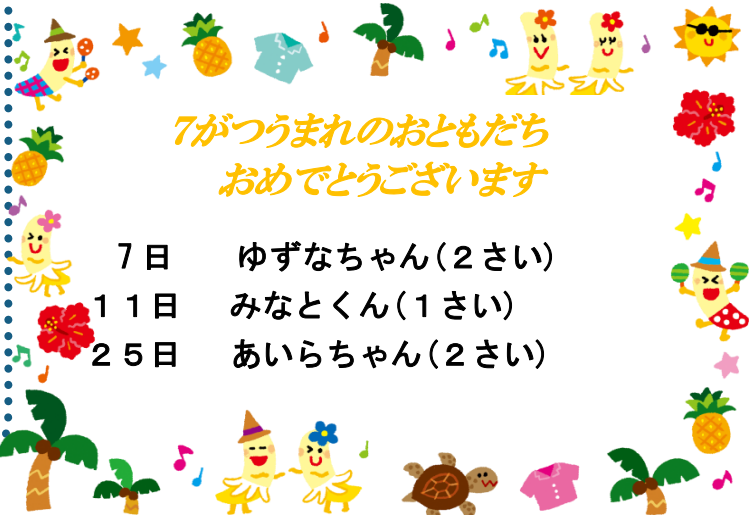 7がつうまれのおともだち
おめでとうございます
7日　ゆずなちゃん(２さい)
１１日　みなとくん(１さい)
２５日　あいらちゃん(２さい)